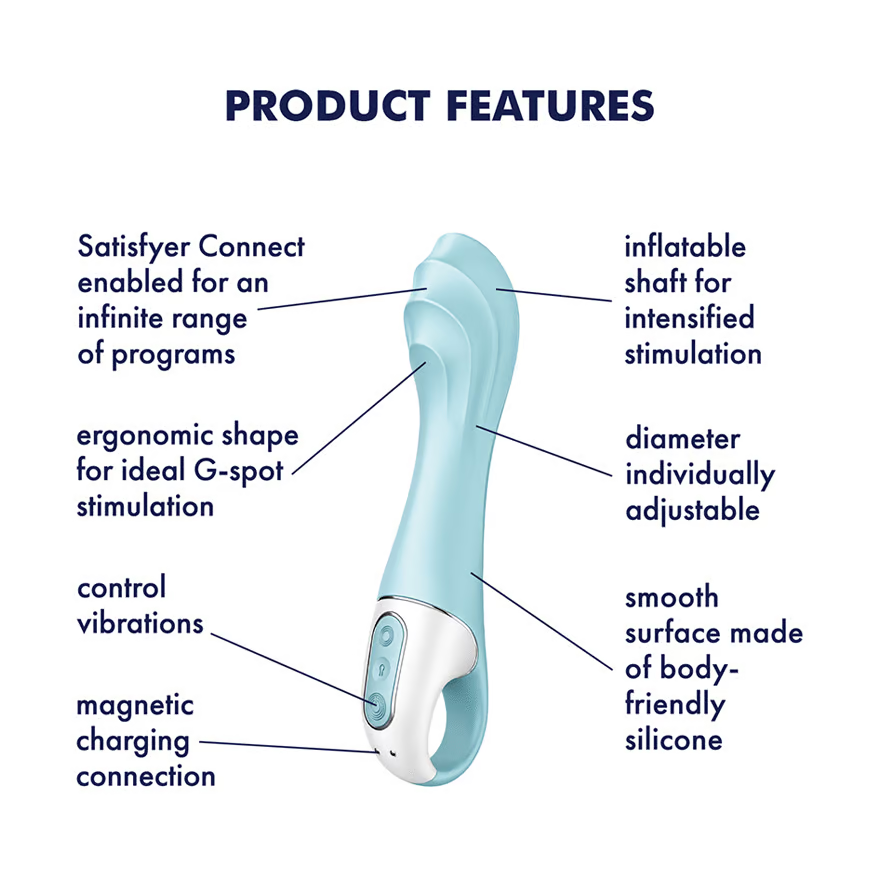 PRODUCT FEATURES
Satisfyer Connect
enabled for an
infinite range
of programs
ergonomic shape
for ideal G-spot
stimulation
control
vibrations
magnetic
charging
connection
inflatable
shaft for
intensified
stimulation
diameter
individually
adjustable
smooth
surface made
of body-
friendly
silicone